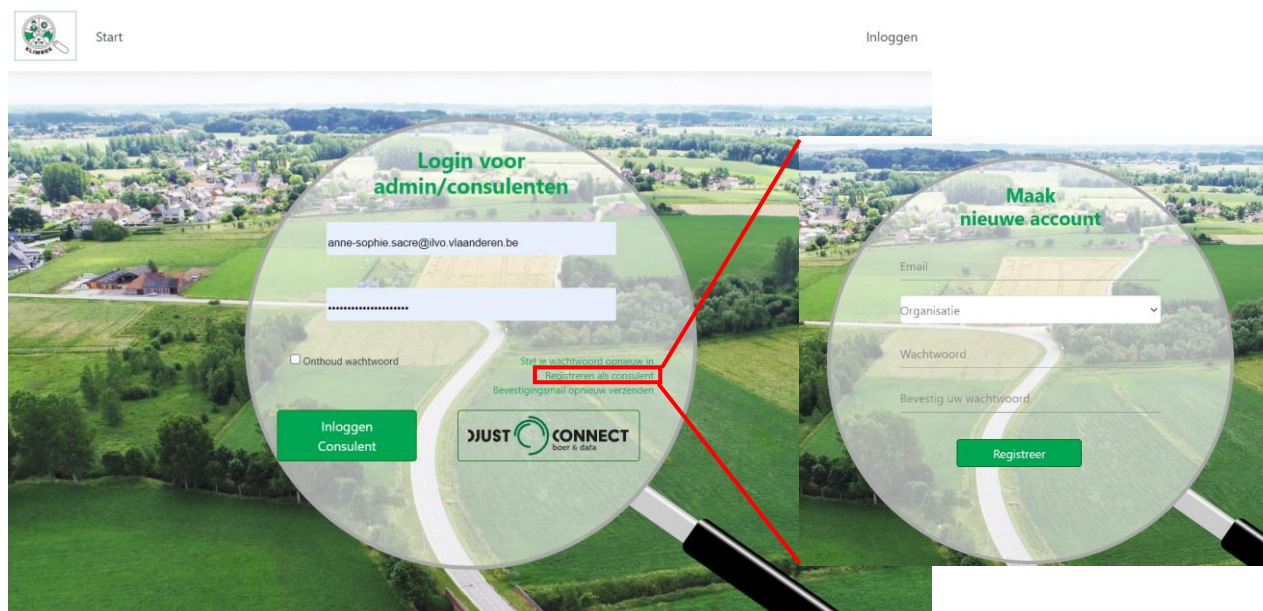 KLIMREK
Start
Inloggen
Login voor
admin/consulenten
anne-sophie.sacre@ilvo.vlaanderen.be
Onthoud wachtwoord
Stel je wachtwoord opnieuw in
Registreren als consulent
Bevestigingsmail opnieuw verzenden
Inloggen
Consulent
DJUST CONNECT
boer & data
Maak
nieuwe account
Email
Organisatie
Wachtwoord
Bevestig uw wachtwoord
Registreer